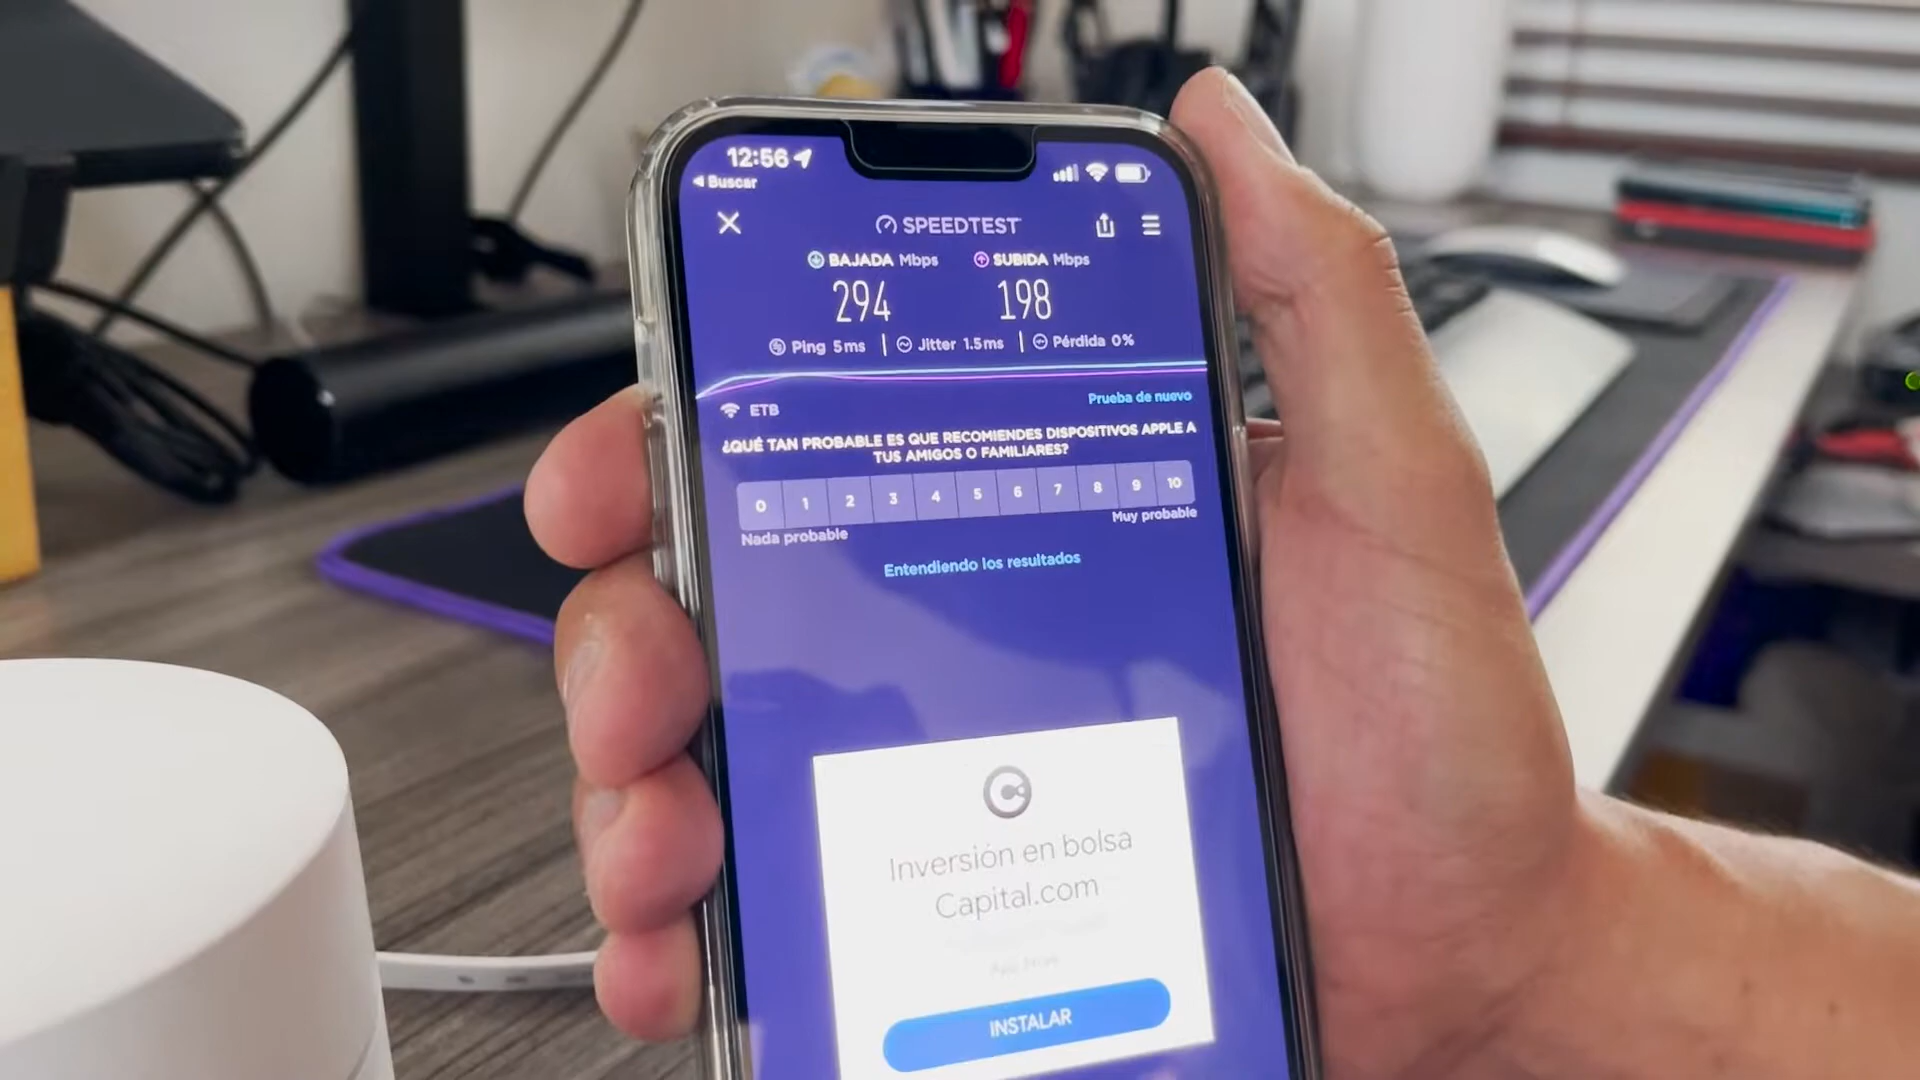 12:56
Buscar
SPEEDTEST
BAJADA Mbps SUBIDA Mbps
294 198
Ping 5ms Jitter 1.5ms Pérdida 0%
ETB Prueba de nuevo
¿QUÉ TAN PROBABLE ES QUE RECOMIENDES DISPOSITIVOS APPLE A
TUS AMIGOS O FAMILIARES?
0 1 2 3 4 5 6 7 8 9 10
Nada probable Muy probable
Entendiendo los resultados
Inversión en bolsa
Capital.com
INSTALAR